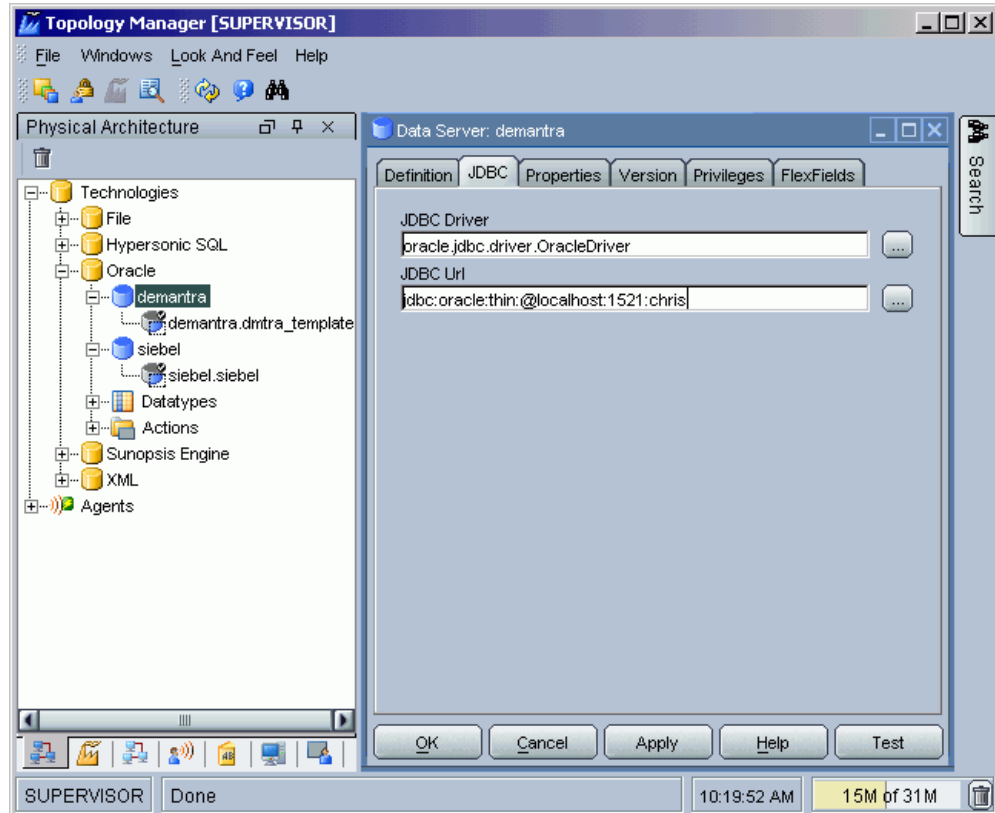 Topology Manager [SUPERVISOR]
File Windows Look And Feel Help
Physical Architecture
Technologies
File
Hypersonic SQL
Oracle
demantra
demantra.dmtra_template
siebel
siebel.siebel
Datatypes
Actions
Sunopsis Engine
XML
Agents
Data Server: demantra
Definition JDBC Properties Version Privileges FlexFields
JDBC Driver
oracle.jdbc.driver.OracleDriver
...
JDBC Url
jdbc:oracle:thin:@localhost:1521:chris
...
OK Cancel Apply Help Test
Search
SUPERVISOR Done 10:19:52 AM 15M of 31M